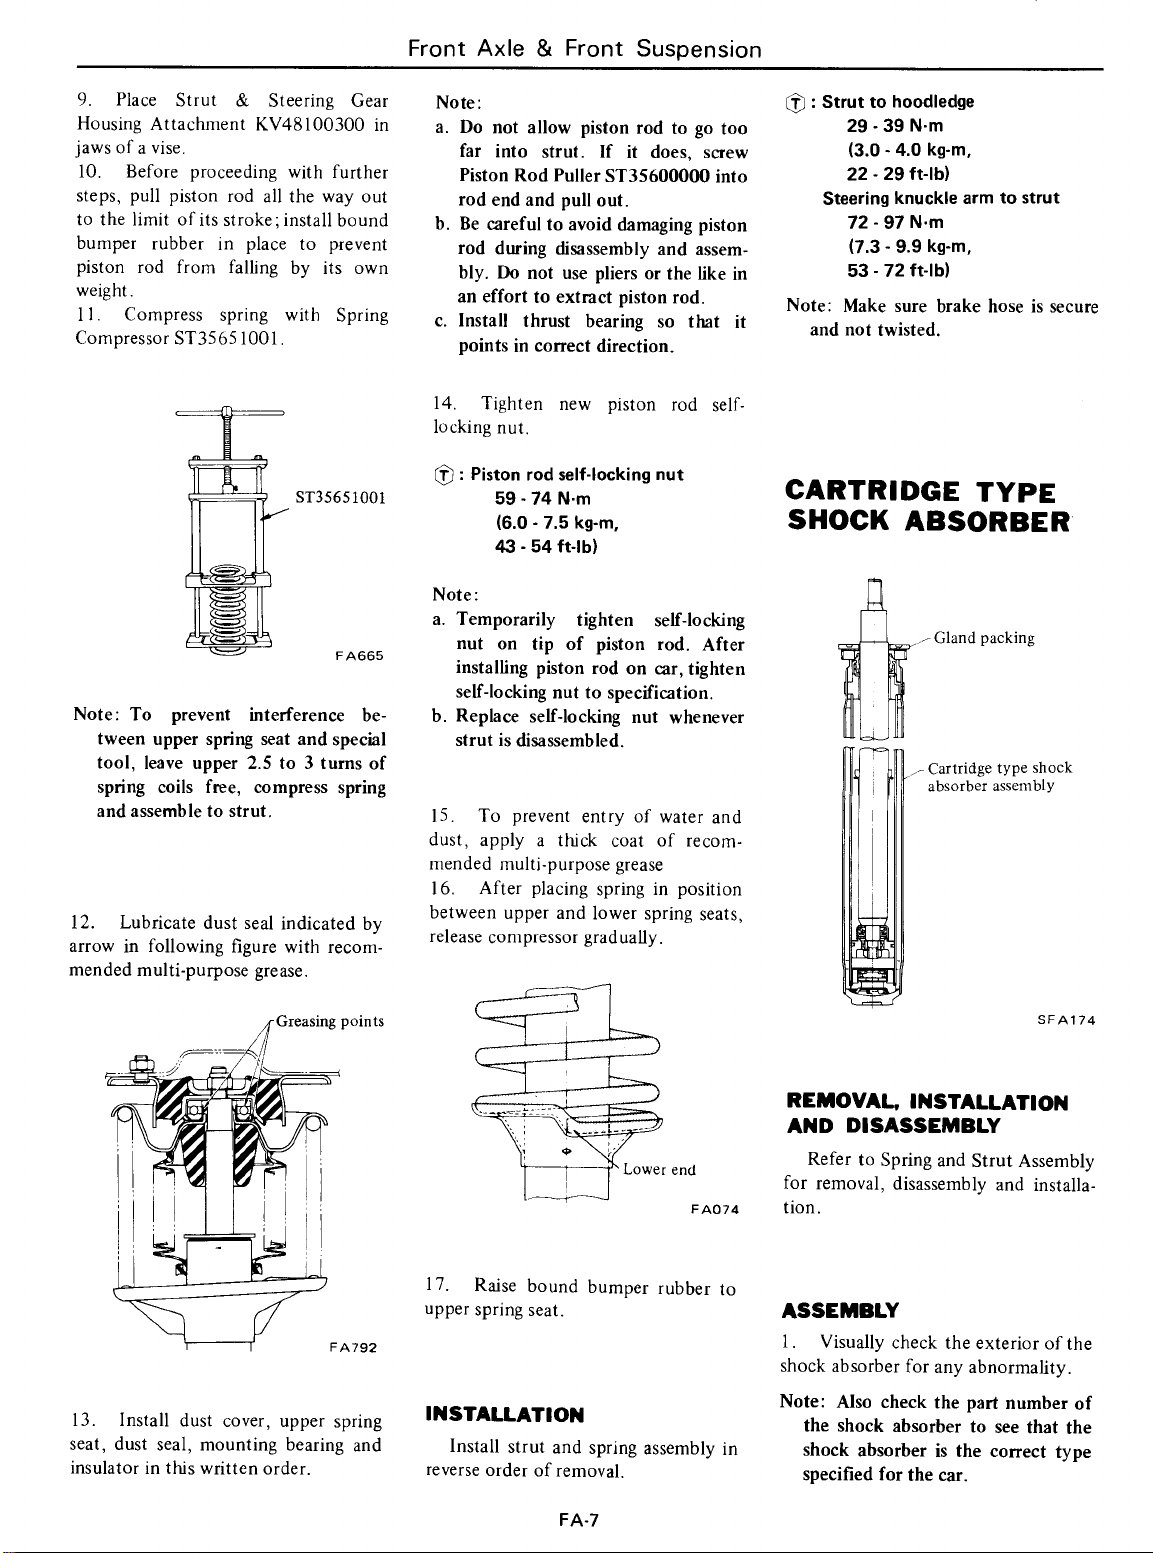 Front Axle & Front Suspension
9. Place Strut & Steering Gear
Housing Attachment KV48100300 in
jaws of a vise.
10. Before proceeding with further
steps, pull piston rod all the way out
to the limit of its stroke; install bound
bumper rubber in place to prevent
piston rod from falling by its own
weight.
11. Compress spring with Spring
Compressor ST35651001.
ST35651001
FA665
Note: To prevent interference be-
tween upper spring seat and special
tool, leave upper 2.5 to 3 turns of
spring coils free, compress spring
and assemble to strut.
12. Lubricate dust seal indicated by
arrow in following figure with recom-
mended multi-purpose grease.
Greasing points
FA792
13. Install dust cover, upper spring
seat, dust seal, mounting bearing and
insulator in this written order.
Note:
a. Do not allow piston rod to go too
far into strut. If it does, screw
Piston Rod Puller ST35600000 into
rod end and pull out.
b. Be careful to avoid damaging piston
rod during disassembly and assem-
bly. Do not use pliers or the like in
an effort to extract piston rod.
c. Install thrust bearing so that it
points in correct direction.
14. Tighten new piston rod self-
locking nut.
Ⓣ : Piston rod self-locking nut
59 - 74 N·m
(6.0 - 7.5 kg-m,
43 - 54 ft-lb)
Note:
a. Temporarily tighten self-locking
nut on tip of piston rod. After
installing piston rod on car, tighten
self-locking nut to specification.
b. Replace self-locking nut whenever
strut is disassembled.
15. To prevent entry of water and
dust, apply a thick coat of recom-
mended multi-purpose grease
16. After placing spring in position
between upper and lower spring seats,
release compressor gradually.
Lower end
FA074
17. Raise bound bumper rubber to
upper spring seat.
INSTALLATION
Install strut and spring assembly in
reverse order of removal.
Ⓣ : Strut to hoodledge
29 - 39 N·m
(3.0 - 4.0 kg-m,
22 - 29 ft-lb)
Steering knuckle arm to strut
72 - 97 N·m
(7.3 - 9.9 kg-m,
53 - 72 ft-lb)
Note: Make sure brake hose is secure
and not twisted.
CARTRIDGE TYPE
SHOCK ABSORBER
Gland packing
Cartridge type shock
absorber assembly
SFA174
REMOVAL, INSTALLATION
AND DISASSEMBLY
Refer to Spring and Strut Assembly
for removal, disassembly and installa-
tion.
ASSEMBLY
1. Visually check the exterior of the
shock absorber for any abnormality.
Note: Also check the part number of
the shock absorber to see that the
shock absorber is the correct type
specified for the car.
FA-7